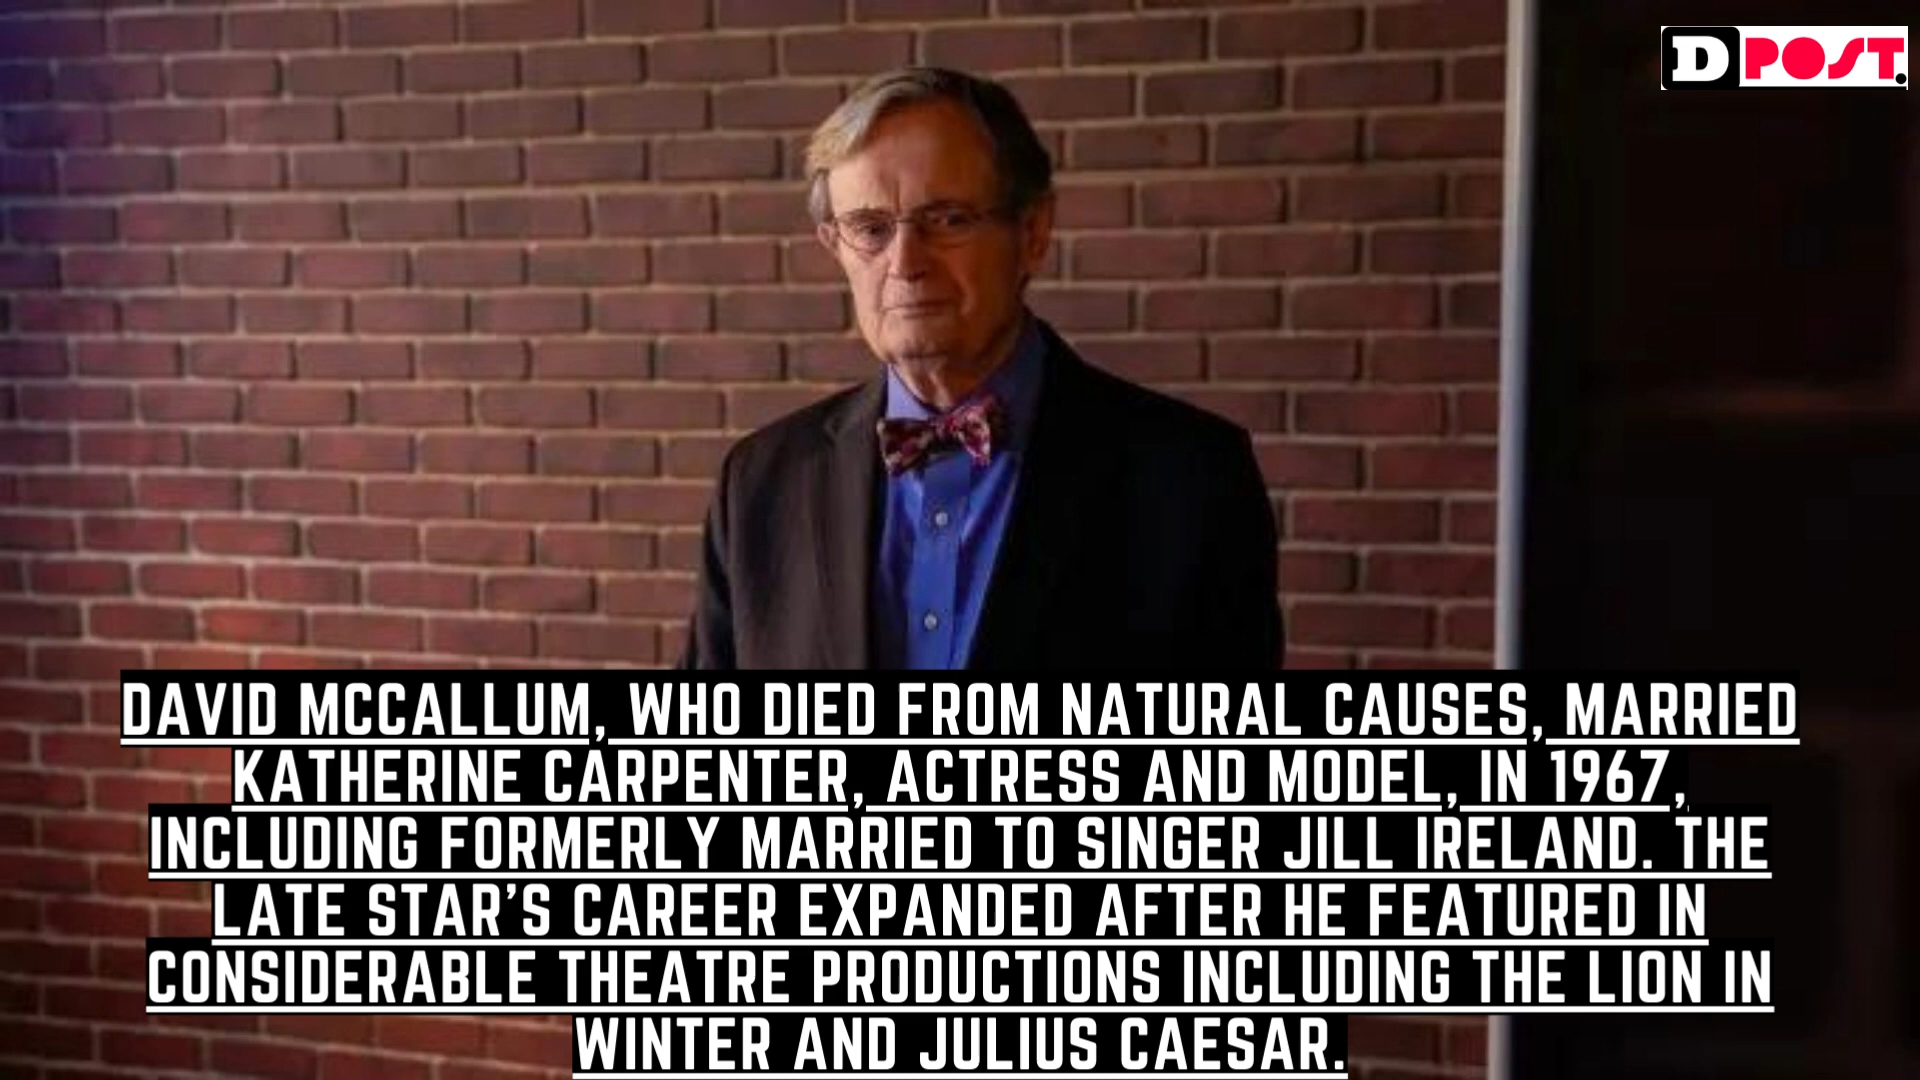 D POST.
DAVID MCCALLUM, WHO DIED FROM NATURAL CAUSES, MARRIED
KATHERINE CARPENTER, ACTRESS AND MODEL, IN 1967,
INCLUDING FORMERLY MARRIED TO SINGER JILL IRELAND. THE
LATE STAR’S CAREER EXPANDED AFTER HE FEATURED IN
CONSIDERABLE THEATRE PRODUCTIONS INCLUDING THE LION IN
WINTER AND JULIUS CAESAR.